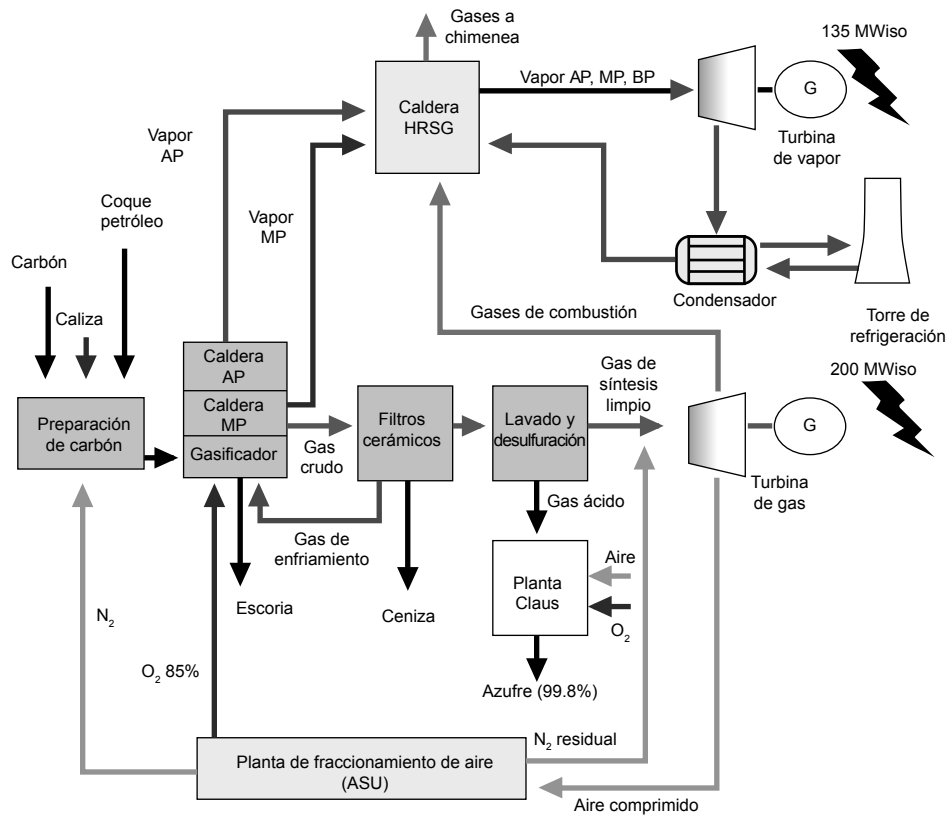 Gases a
chimenea
135 MWiso
Caldera
HRSG
Vapor AP, MP, BP
G
Turbina
de vapor
Vapor
AP
Vapor
MP
Coque
petróleo
Carbón
Caliza
Condensador
Torre de
refrigeración
Gases de combustión
200 MWiso
Caldera
AP
Caldera
MP
Gasificador
Preparación
de carbón
Gas
crudo
Filtros
cerámicos
Lavado y
desulfuración
Gas de
síntesis
limpio
G
Turbina
de gas
Gas de
enfriamiento
Gas ácido
Escoria
Ceniza
Planta
Claus
Aire
O2
Azufre (99.8%)
N2
O2 85%
N2 residual
Planta de fraccionamiento de aire
(ASU)
Aire comprimido